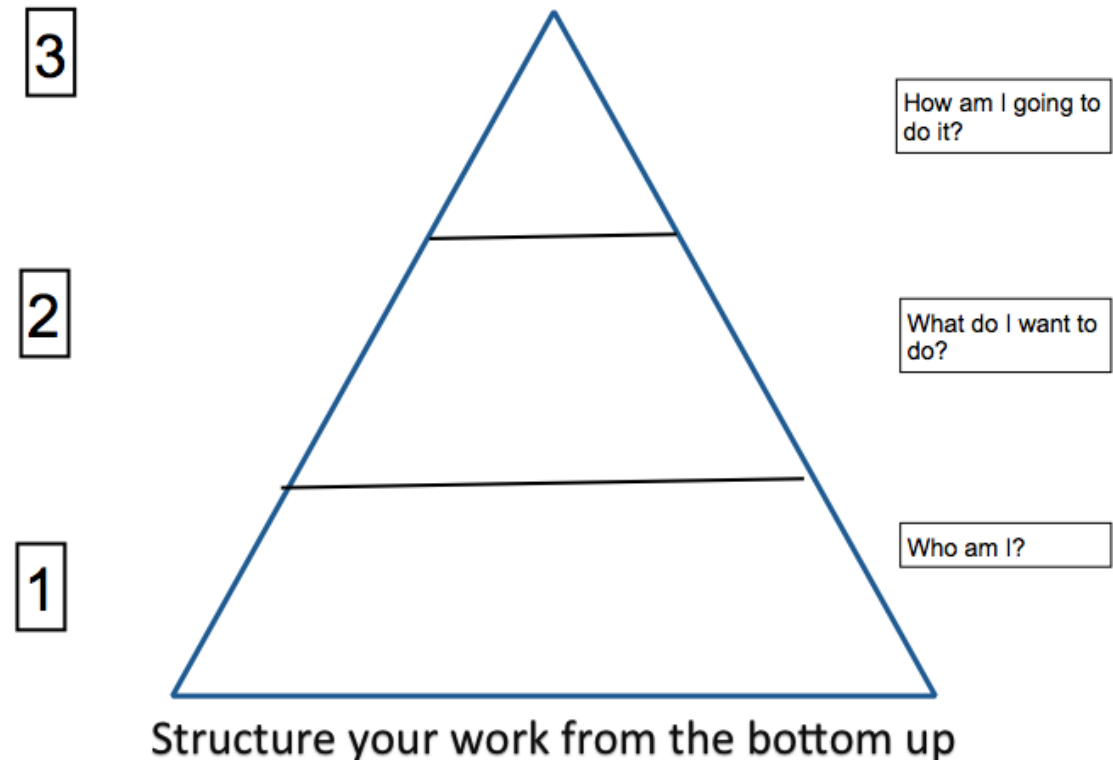 3
How am I going to
do it?
2
What do I want to
do?
1
Who am I?
Structure your work from the bottom up